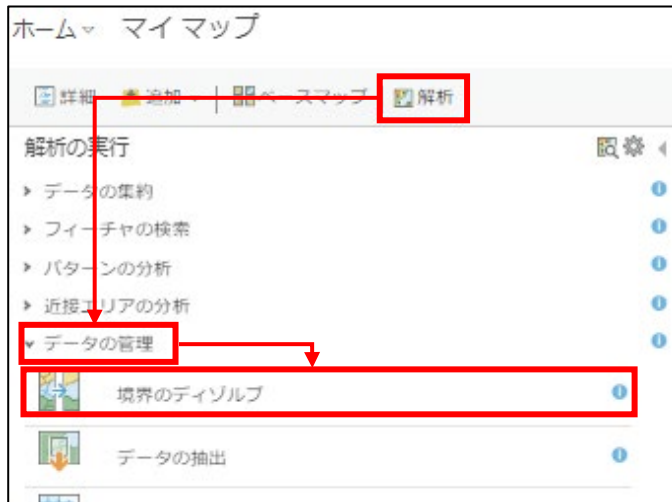 ホーム マイ マップ
詳細 追加 ベースマップ 解析
解析の実行
データの集約
フィーチャの検索
パターンの分析
近接エリアの分析
データの管理
境界のディゾルブ
データの抽出